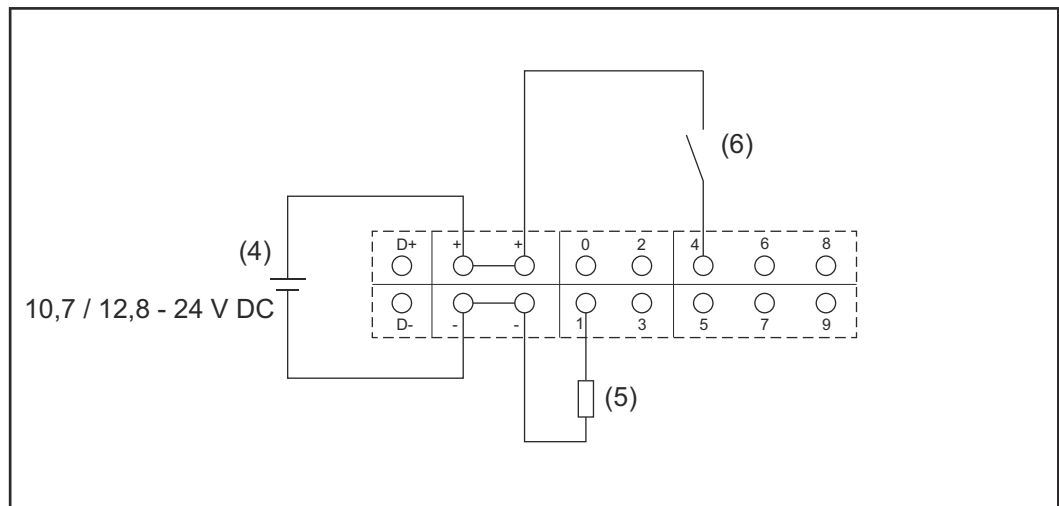 (6)
(4)
10,7 / 12,8 - 24 V DC
D+ + + 0 2 4 6 8
D- - - 1 3 5 7 9
(5)